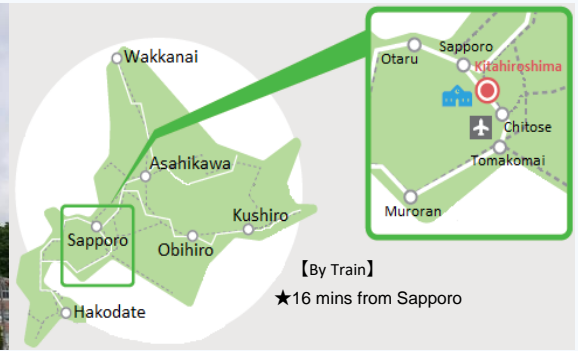 Wakkanai
Asahikawa
Sapporo
Obihiro
Kushiro
Hakodate
Otaru
Sapporo
Kitahiroshima
Chitose
Tomakomai
Muroran
【By Train】
★16 mins from Sapporo